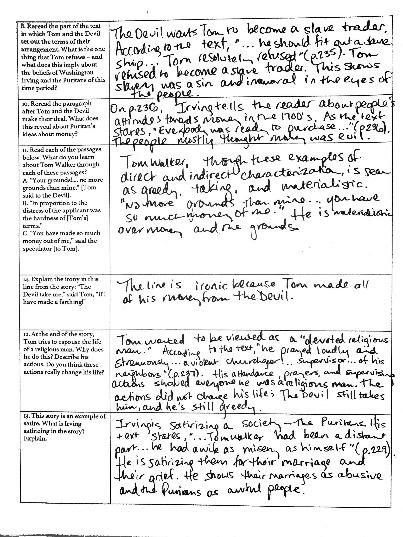 8. Reread the part of the text
in which Tom and the Devil
set out the terms of their
arrangement. What is the one
thing that Tom refuses – and
what does this imply about
the beliefs of Washington
Irving and the Puritans of this
time period?
The Devil wants Tom to become a slave trader.
According to the text, "... he should fit out a slave
ship... Tom resolutely refused" (p.235). Tom
refused to become a slave trader. This shows
slavery was a sin and immoral in the eyes of
the people.
10. Reread the paragraph
after Tom and the Devil
make their deal. What does
this reveal about Puritan's
ideas about money?
On p.236, Irving tells the reader about people's
attitudes towards money in the 1700's. As the text
states, "Everybody was ready to purchase..." (p.236).
The people mostly thought money was evil.
11. Reread each of the passages
below. What do you learn
about Tom Walker through
each of these passages?
A. "Your grounds!... no more
grounds than mine." [Tom
said to the Devil].
B. "In proportion to the
distress of the applicant was
the hardness of [Tom's]
terms."
C. "You have made so much
money out of me," said the
speculator [to Tom].
Tom Walker, though these examples of
direct and indirect characterization, is seen
as greedy, taking, and materialistic.
"No more grounds than mine... you have
so much money of me." He is materialistic
over money and the grounds
Explain the irony in this
line from the story: "The
Devil take me," said Tom, "if I
have made a farthing!"
The line is ironic because Tom made all
of his money from the Devil.
12. At the end of the story,
Tom tries to espouse the life
of a religious man. Why does
he do this? Describe his
actions. Do you think these
actions really change his life?
Tom wanted to be viewed as a "devoted religious
man." According to the text, "he prayed loudly and
strenuously... a violent churchgoer... supervisor... of his
neighbors" (p.237). His attendance, prayers, and supervising
actions showed everyone he was a religious man. The
actions did not change his life: The Devil still takes
him, and he's still greedy.
13. This story is an example of
satire. What is Irving
satirizing in the story?
Explain.
Irving is satirizing a society – the Puritans. His
text states, "... Tom walker had been a distant
part... he had a wife as miserly as himself" (p.229).
He is satirizing them for their marriage and
their grief. He shows their marriages as abusive
and the Puritans as awful people.